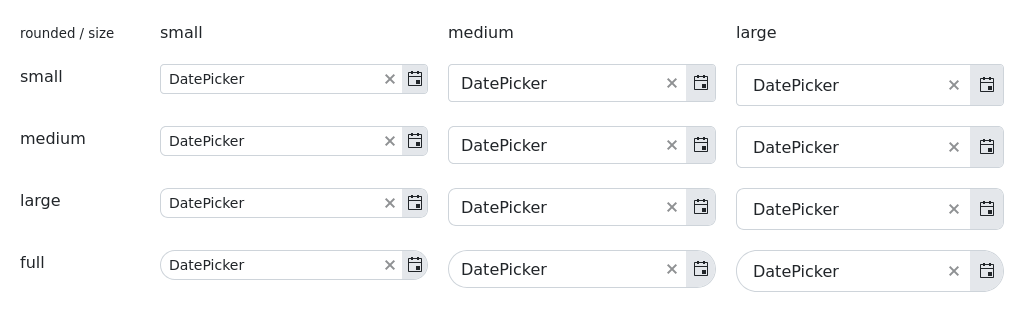 rounded / size small medium large
small DatePicker DatePicker DatePicker
medium DatePicker DatePicker DatePicker
large DatePicker DatePicker DatePicker
full DatePicker DatePicker DatePicker